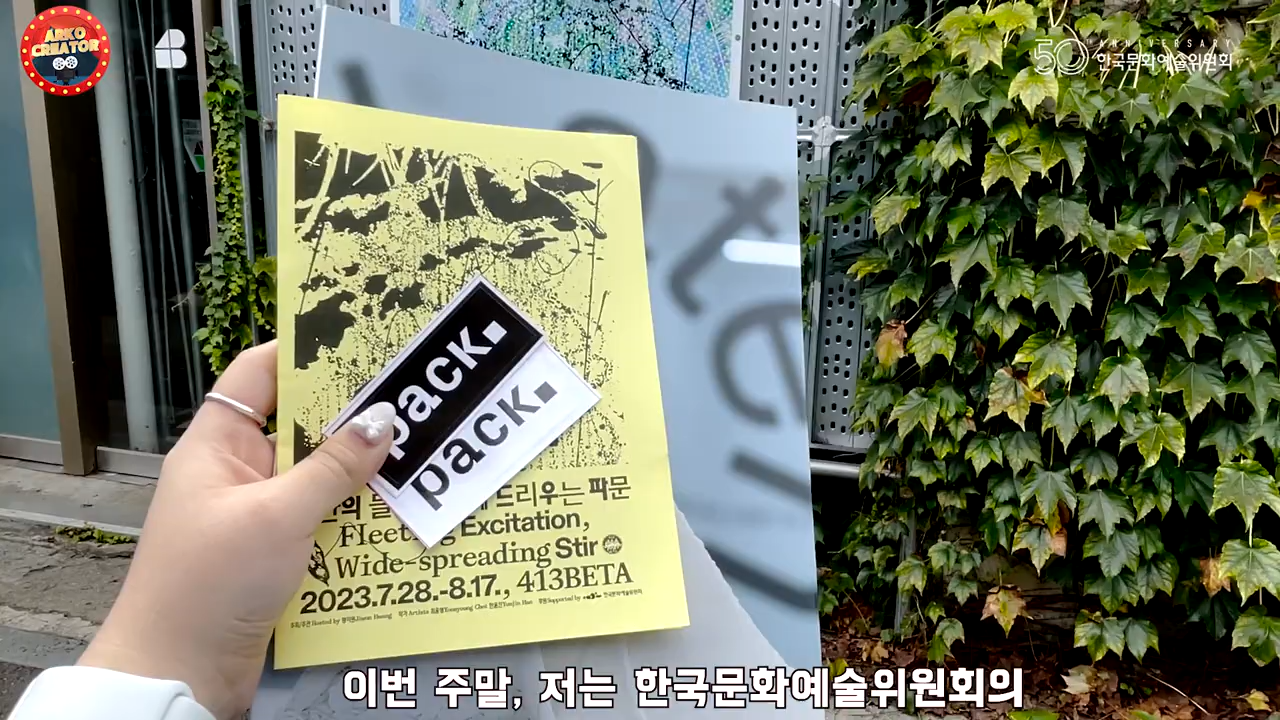 ARKO
CREATOR
50 ANNIVERSARY
한국문화예술위원회
pack.
pack.
드리우는 파문
Excitation,
Wide-spreading Stir
2023.7.28.-8.17., 413BETA
이번 주말, 저는 한국문화예술위원회의